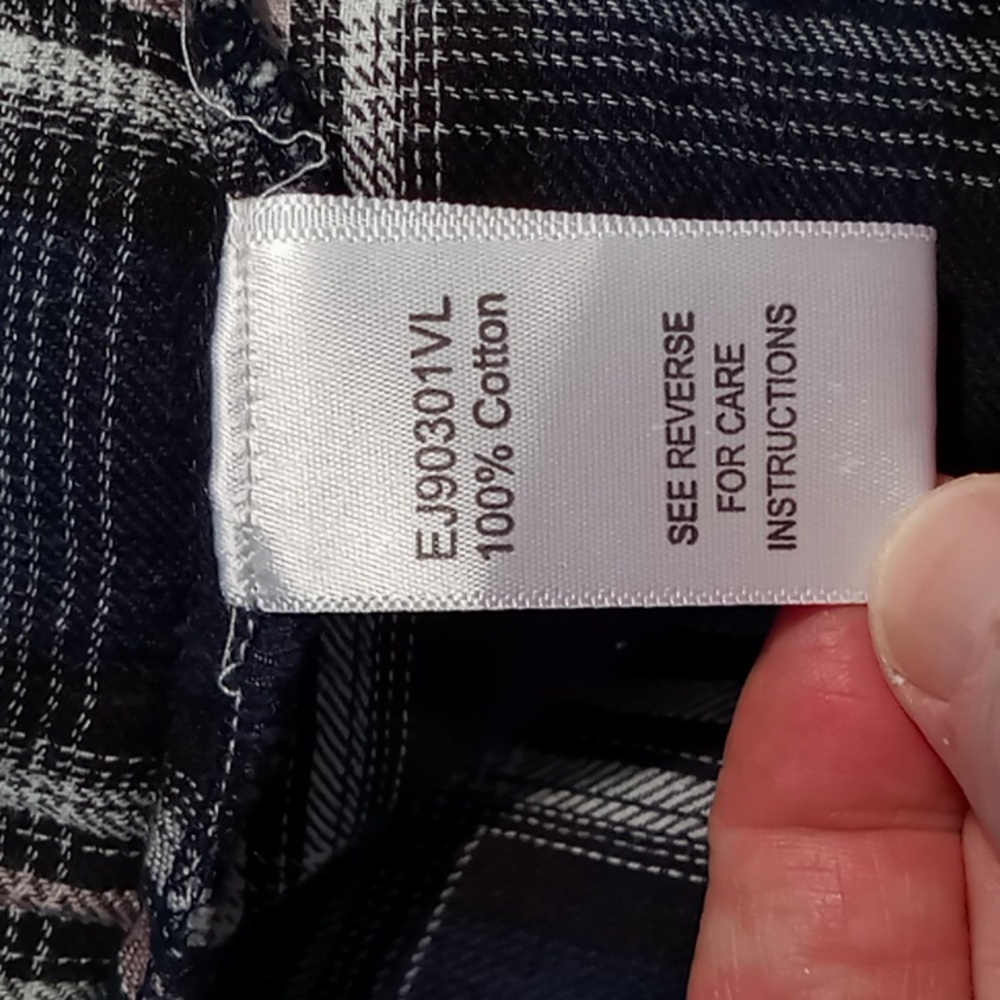 EJ90301VL
100% Cotton
SEE REVERSE
FOR CARE
INSTRUCTIONS